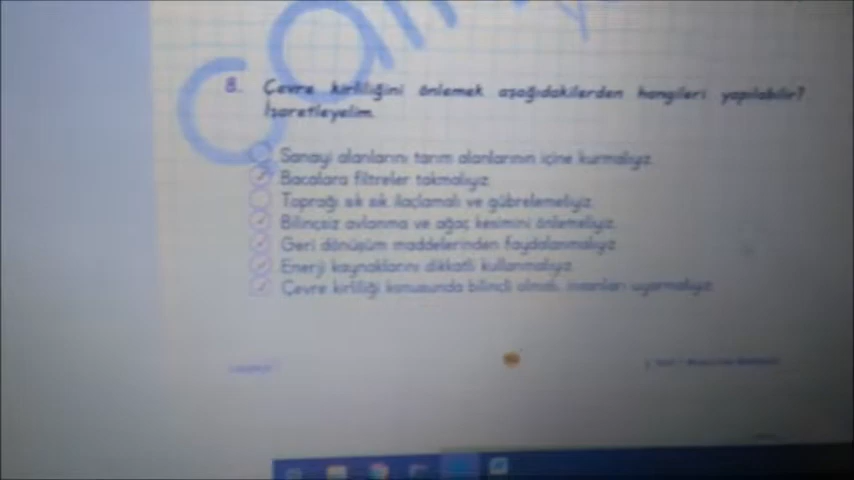 8. Çevre kirliliğini önlemek aşağıdakilerden hangileri yapılabilir?
İşaretleyelim.
Sanayi alanlarını tarım alanlarının içine kurmalıyız.
Bacalara filtreler takmalıyız.
Toprağı sık sık ilaçlamalı ve gübrelemeliyiz.
Bilinçsiz avlanma ve ağaç kesimini önlemeliyiz.
Geri dönüşüm maddelerinden faydalanmalıyız.
Enerji kaynaklarını dikkatli kullanmalıyız.
Çevre kirliliği konusunda bilinçli olmalı, insanları uyarmalıyız.